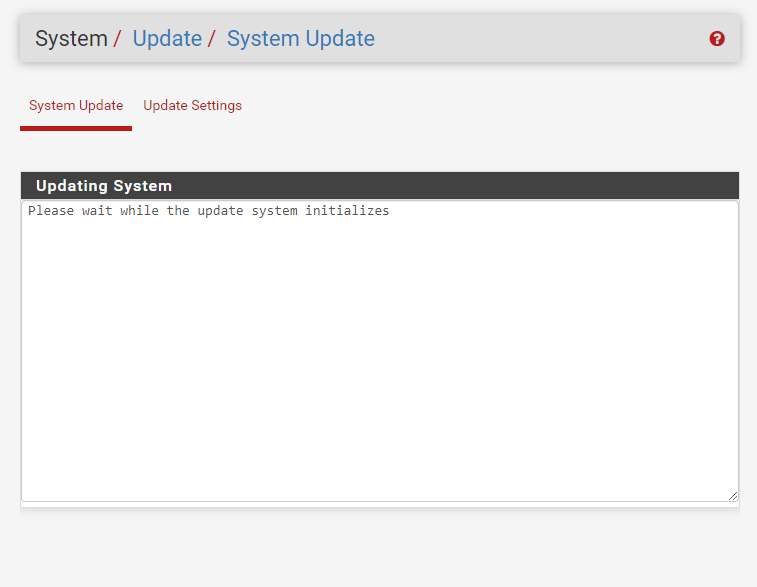 System / Update / System Update
System Update Update Settings
Updating System
Please wait while the update system initializes